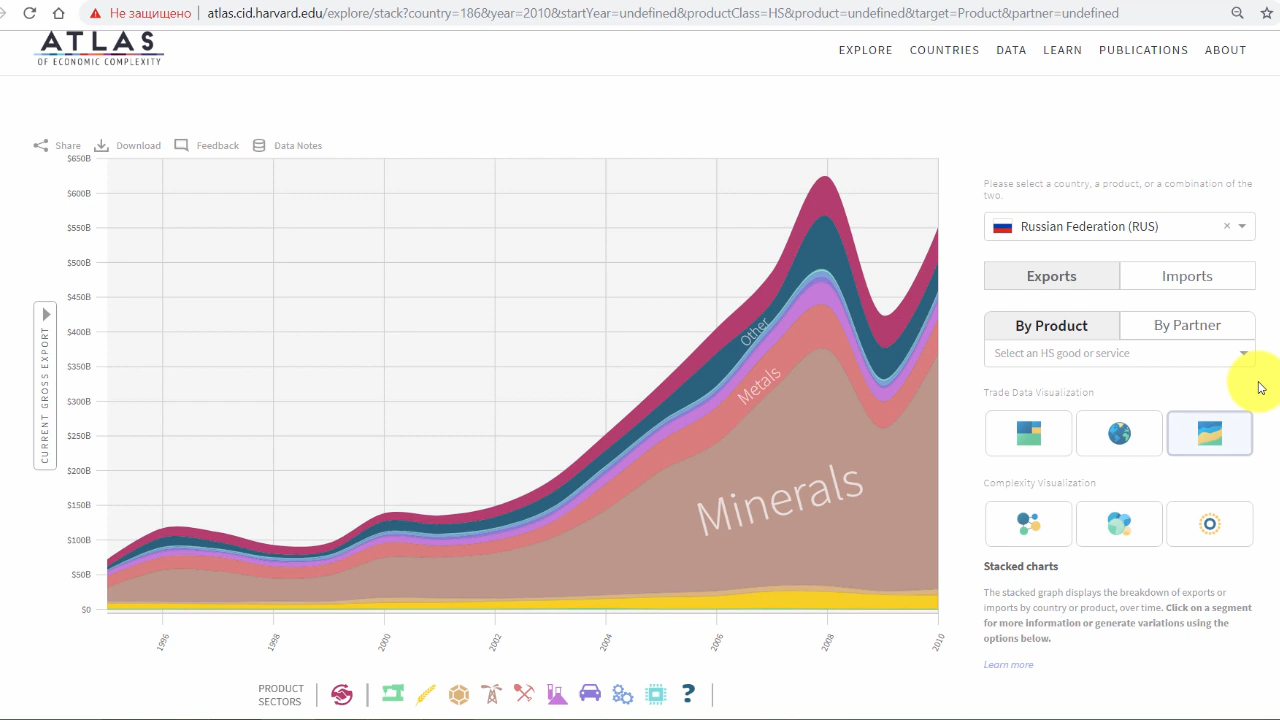 Не защищено
atlas.cid.harvard.edu/explore/stack?country=186&year=2010&startYear=undefined&productClass=HS&product=undefined&target=Product&partner=undefined
ATLAS
OF ECONOMIC COMPLEXITY
EXPLORE
COUNTRIES
DATA
LEARN
PUBLICATIONS
ABOUT
Share
Download
Feedback
Data Notes
$650B
$600B
$550B
$500B
$450B
$400B
$350B
$300B
$250B
$200B
$150B
$100B
$50B
$0
CURRENT GROSS EXPORT
Other
Metals
Minerals
1996
1998
2000
2002
2004
2006
2008
2010
PRODUCT
SECTORS
?
Please select a country, a product, or a combination of the
two.
Russian Federation (RUS)
×
Exports
Imports
By Product
By Partner
Select an HS good or service
Trade Data Visualization
Complexity Visualization
Stacked charts
The stacked graph displays the breakdown of exports or
imports by country or product, over time. Click on a segment
for more information or generate variations using the
options below.
Learn more